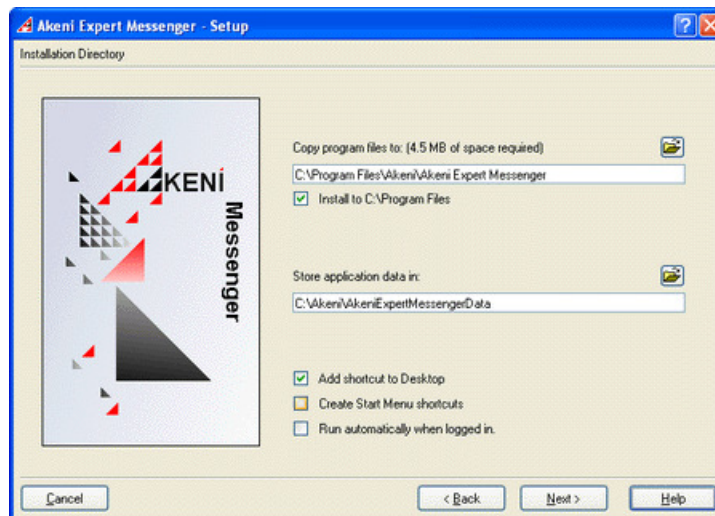 Akeni Expert Messenger - Setup
Installation Directory
AKENI
Messenger
Copy program files to: (4.5 MB of space required)
C:\Program Files\Akeni\Akeni Expert Messenger
Install to C:\Program Files
Store application data in:
C:\Akeni\AkeniExpertMessengerData
Add shortcut to Desktop
Create Start Menu shortcuts
Run automatically when logged in.
Cancel
< Back
Next >
Help